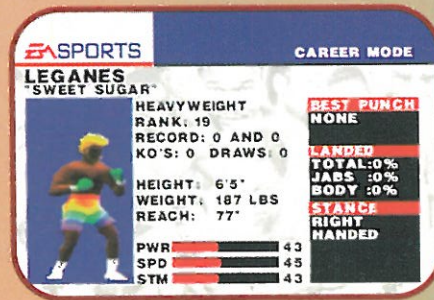 EA SPORTS
CAREER MODE
LEGANES
"SWEET SUGAR"
HEAVYWEIGHT
RANK: 19
RECORD: 0 AND 0
KO'S: 0 DRAWS: 0
HEIGHT: 6'5"
WEIGHT: 187 LBS
REACH: 77"
PWR 43
SPD 45
STM 43
BEST PUNCH
NONE
LANDED
TOTAL:0%
JABS :0%
BODY :0%
STANCE
RIGHT
HANDED